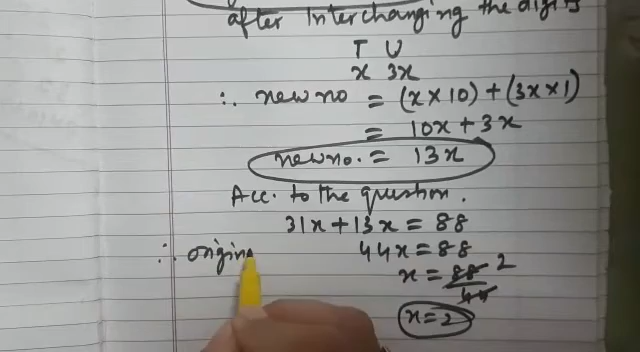 after Interchanging the digits
T U
x 3x
∴ new no = (x×10) + (3x×1)
= 10x + 3x
new no. = 13x
Acc. to the question.
31x + 13x = 88
44x = 88
∴ origin
x = 88/44 2
x = 2